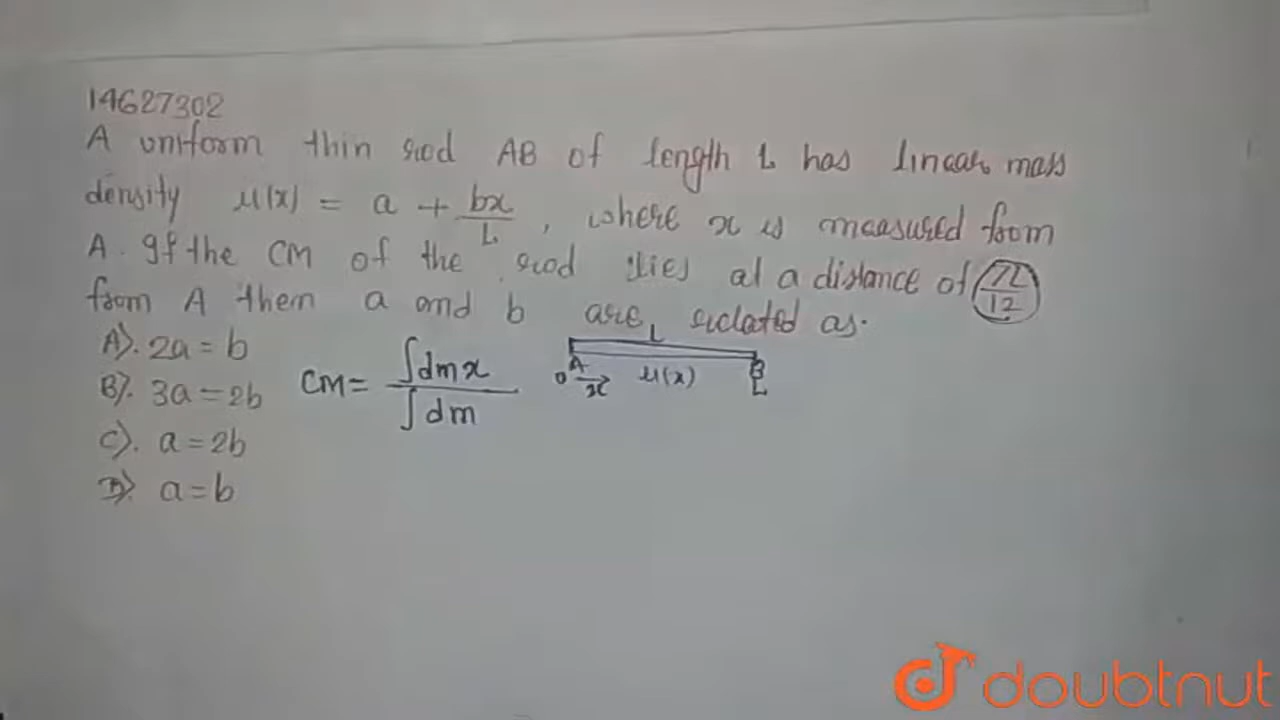 14627302
A uniform thin rod AB of length L has linear mass
density μ(x) = a + bx/L, where x is measured from
A. If the CM of the rod lies at a distance of 7L/12
from A then a and b are related as.
A). 2a = b
B). 3a = 2b
C). a = 2b
D). a = b
CM = ∫dm x / ∫dm
L
A
B
0
x
μ(x)
L
doubtnut